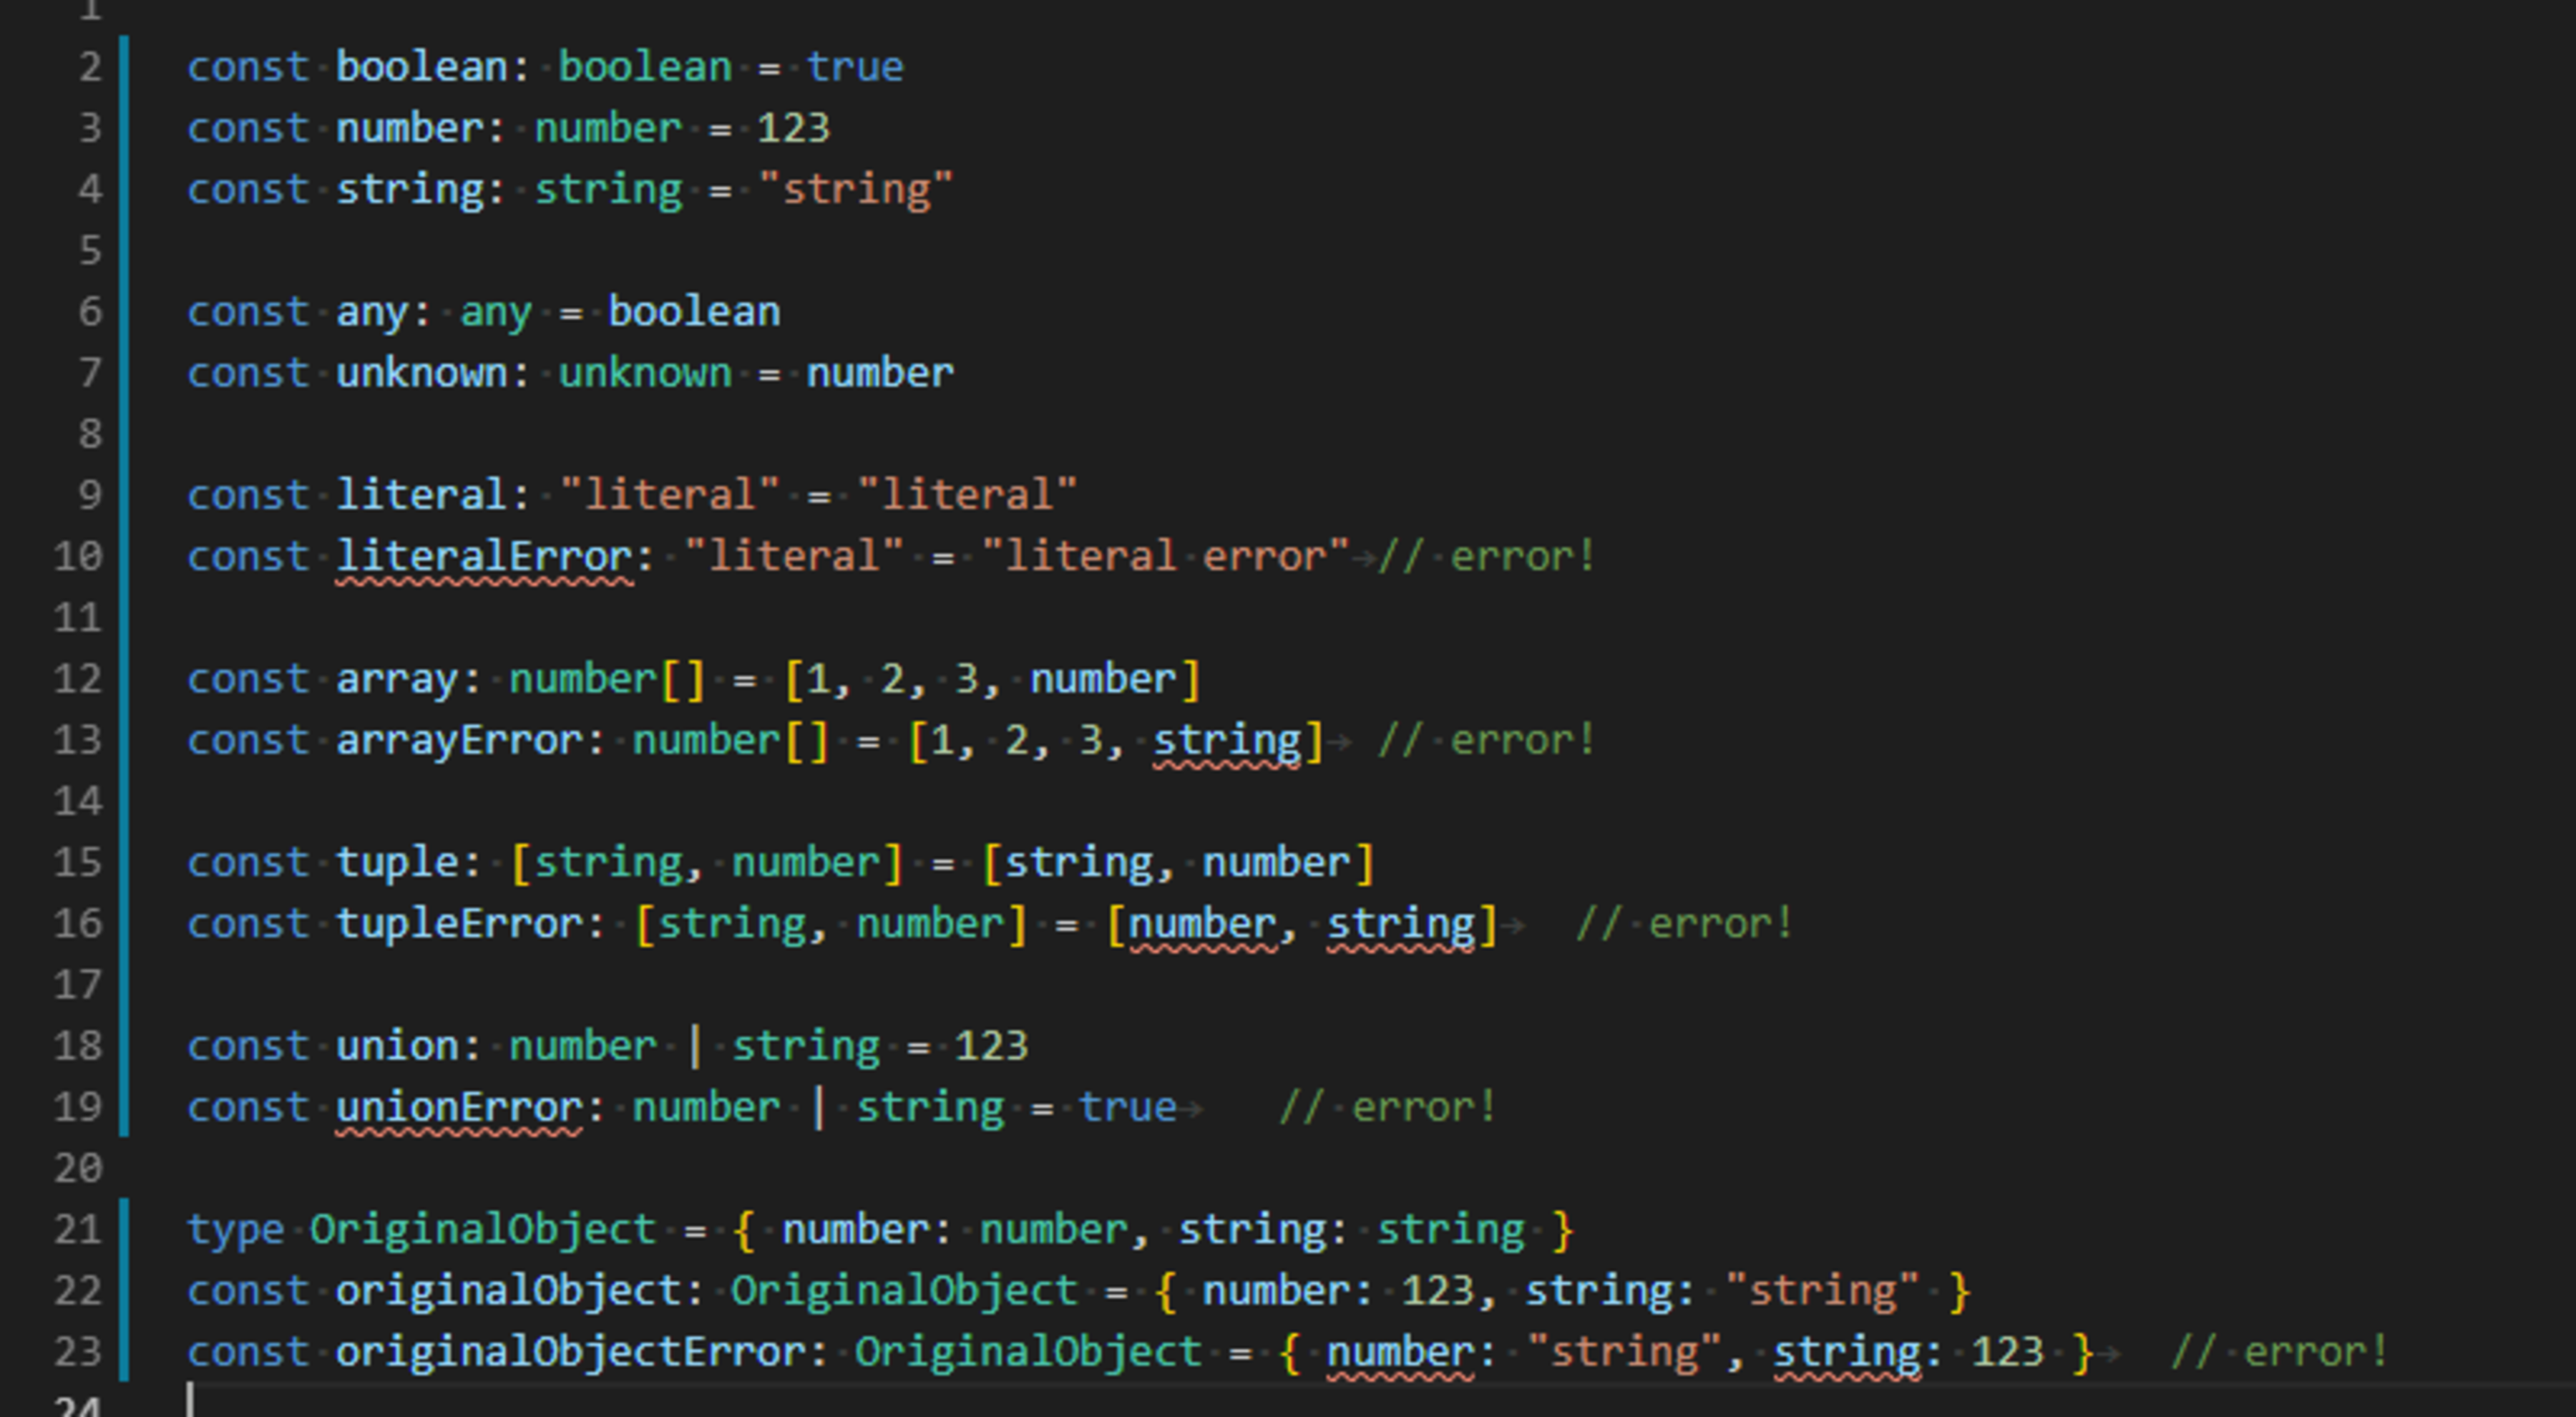 1
2 const boolean: boolean = true
3 const number: number = 123
4 const string: string = "string"
5
6 const any: any = boolean
7 const unknown: unknown = number
8
9 const literal: "literal" = "literal"
10 const literalError: "literal" = "literal error" // error!
11
12 const array: number[] = [1, 2, 3, number]
13 const arrayError: number[] = [1, 2, 3, string] // error!
14
15 const tuple: [string, number] = [string, number]
16 const tupleError: [string, number] = [number, string] // error!
17
18 const union: number | string = 123
19 const unionError: number | string = true // error!
20
21 type OriginalObject = { number: number, string: string }
22 const originalObject: OriginalObject = { number: 123, string: "string" }
23 const originalObjectError: OriginalObject = { number: "string", string: 123 } // error!
24